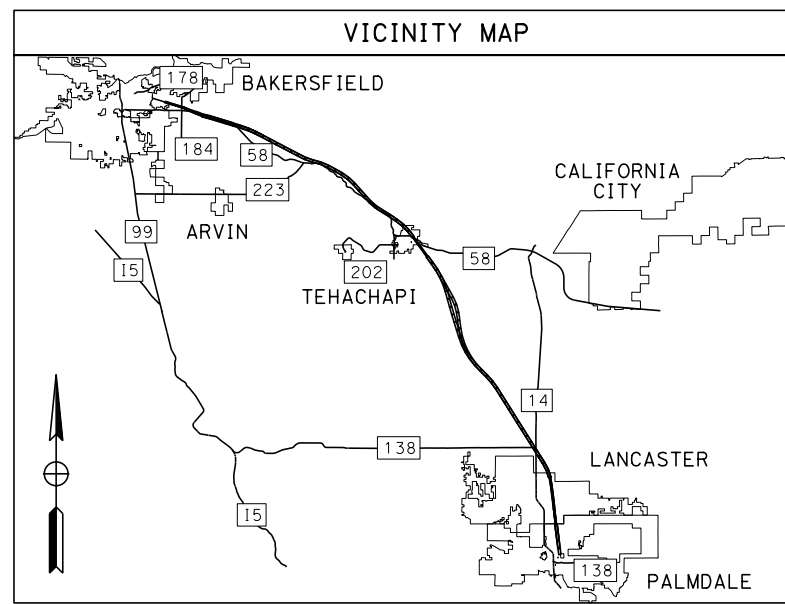 VICINITY MAP
178
BAKERSFIELD
184
58
223
CALIFORNIA
CITY
99
ARVIN
I5
202
58
TEHACHAPI
14
138
LANCASTER
I5
138
PALMDALE